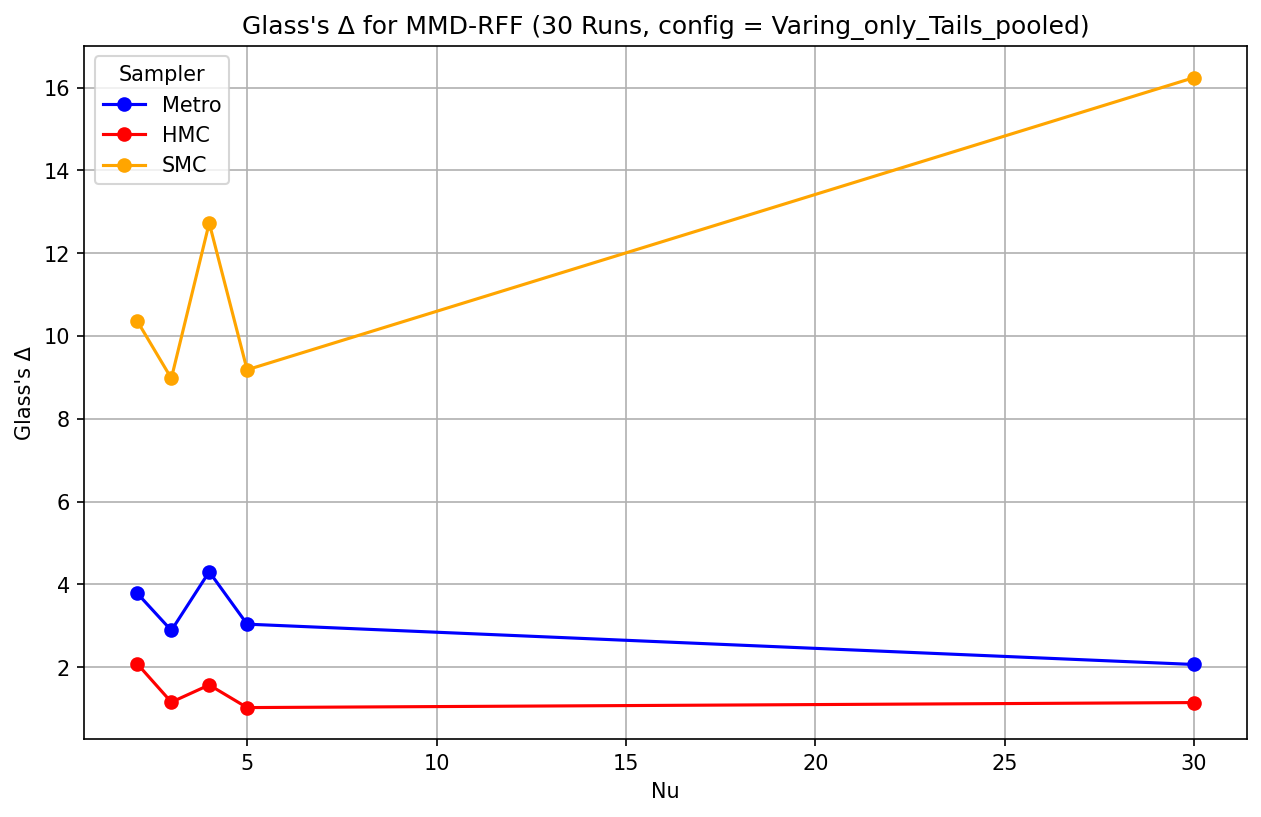 Glass's Δ for MMD-RFF (30 Runs, config = Varing_only_Tails_pooled)
Sampler
Metro
HMC
SMC
16
14
12
10
8
6
4
2
Glass's Δ
5
10
15
20
25
30
Nu